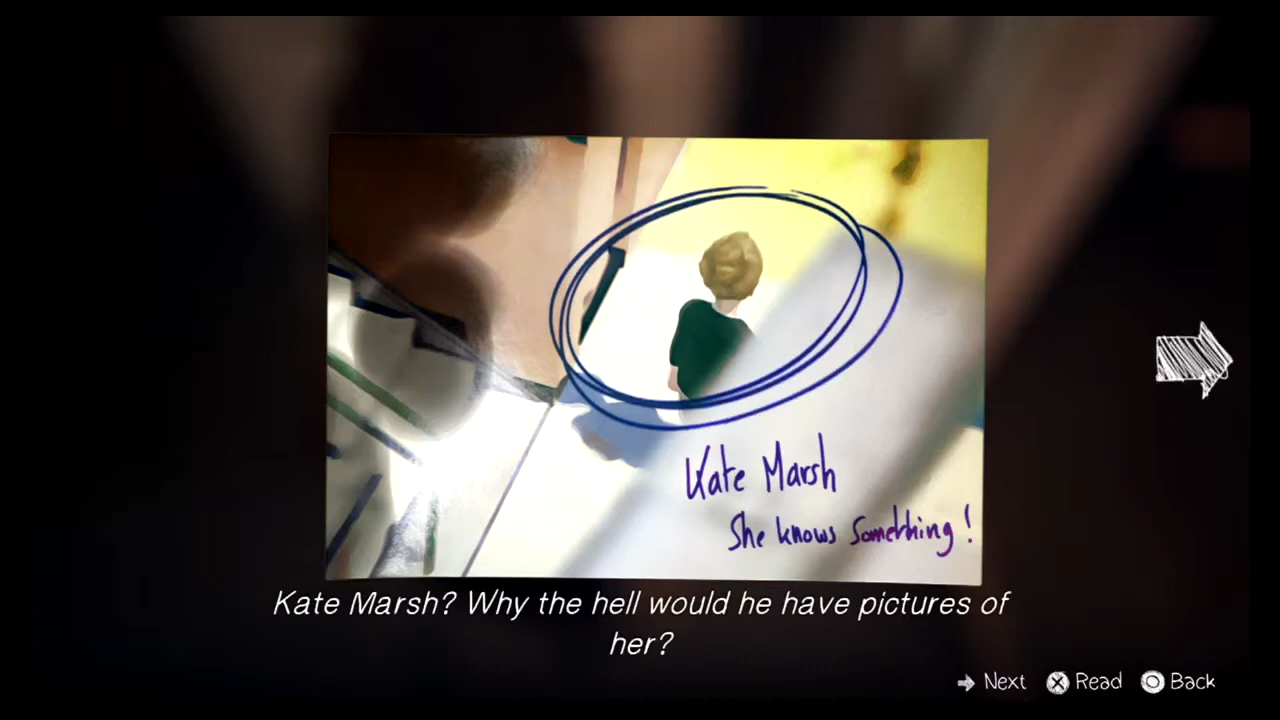 Kate Marsh
She knows something!
Kate Marsh? Why the hell would he have pictures of
her?
Next Read Back